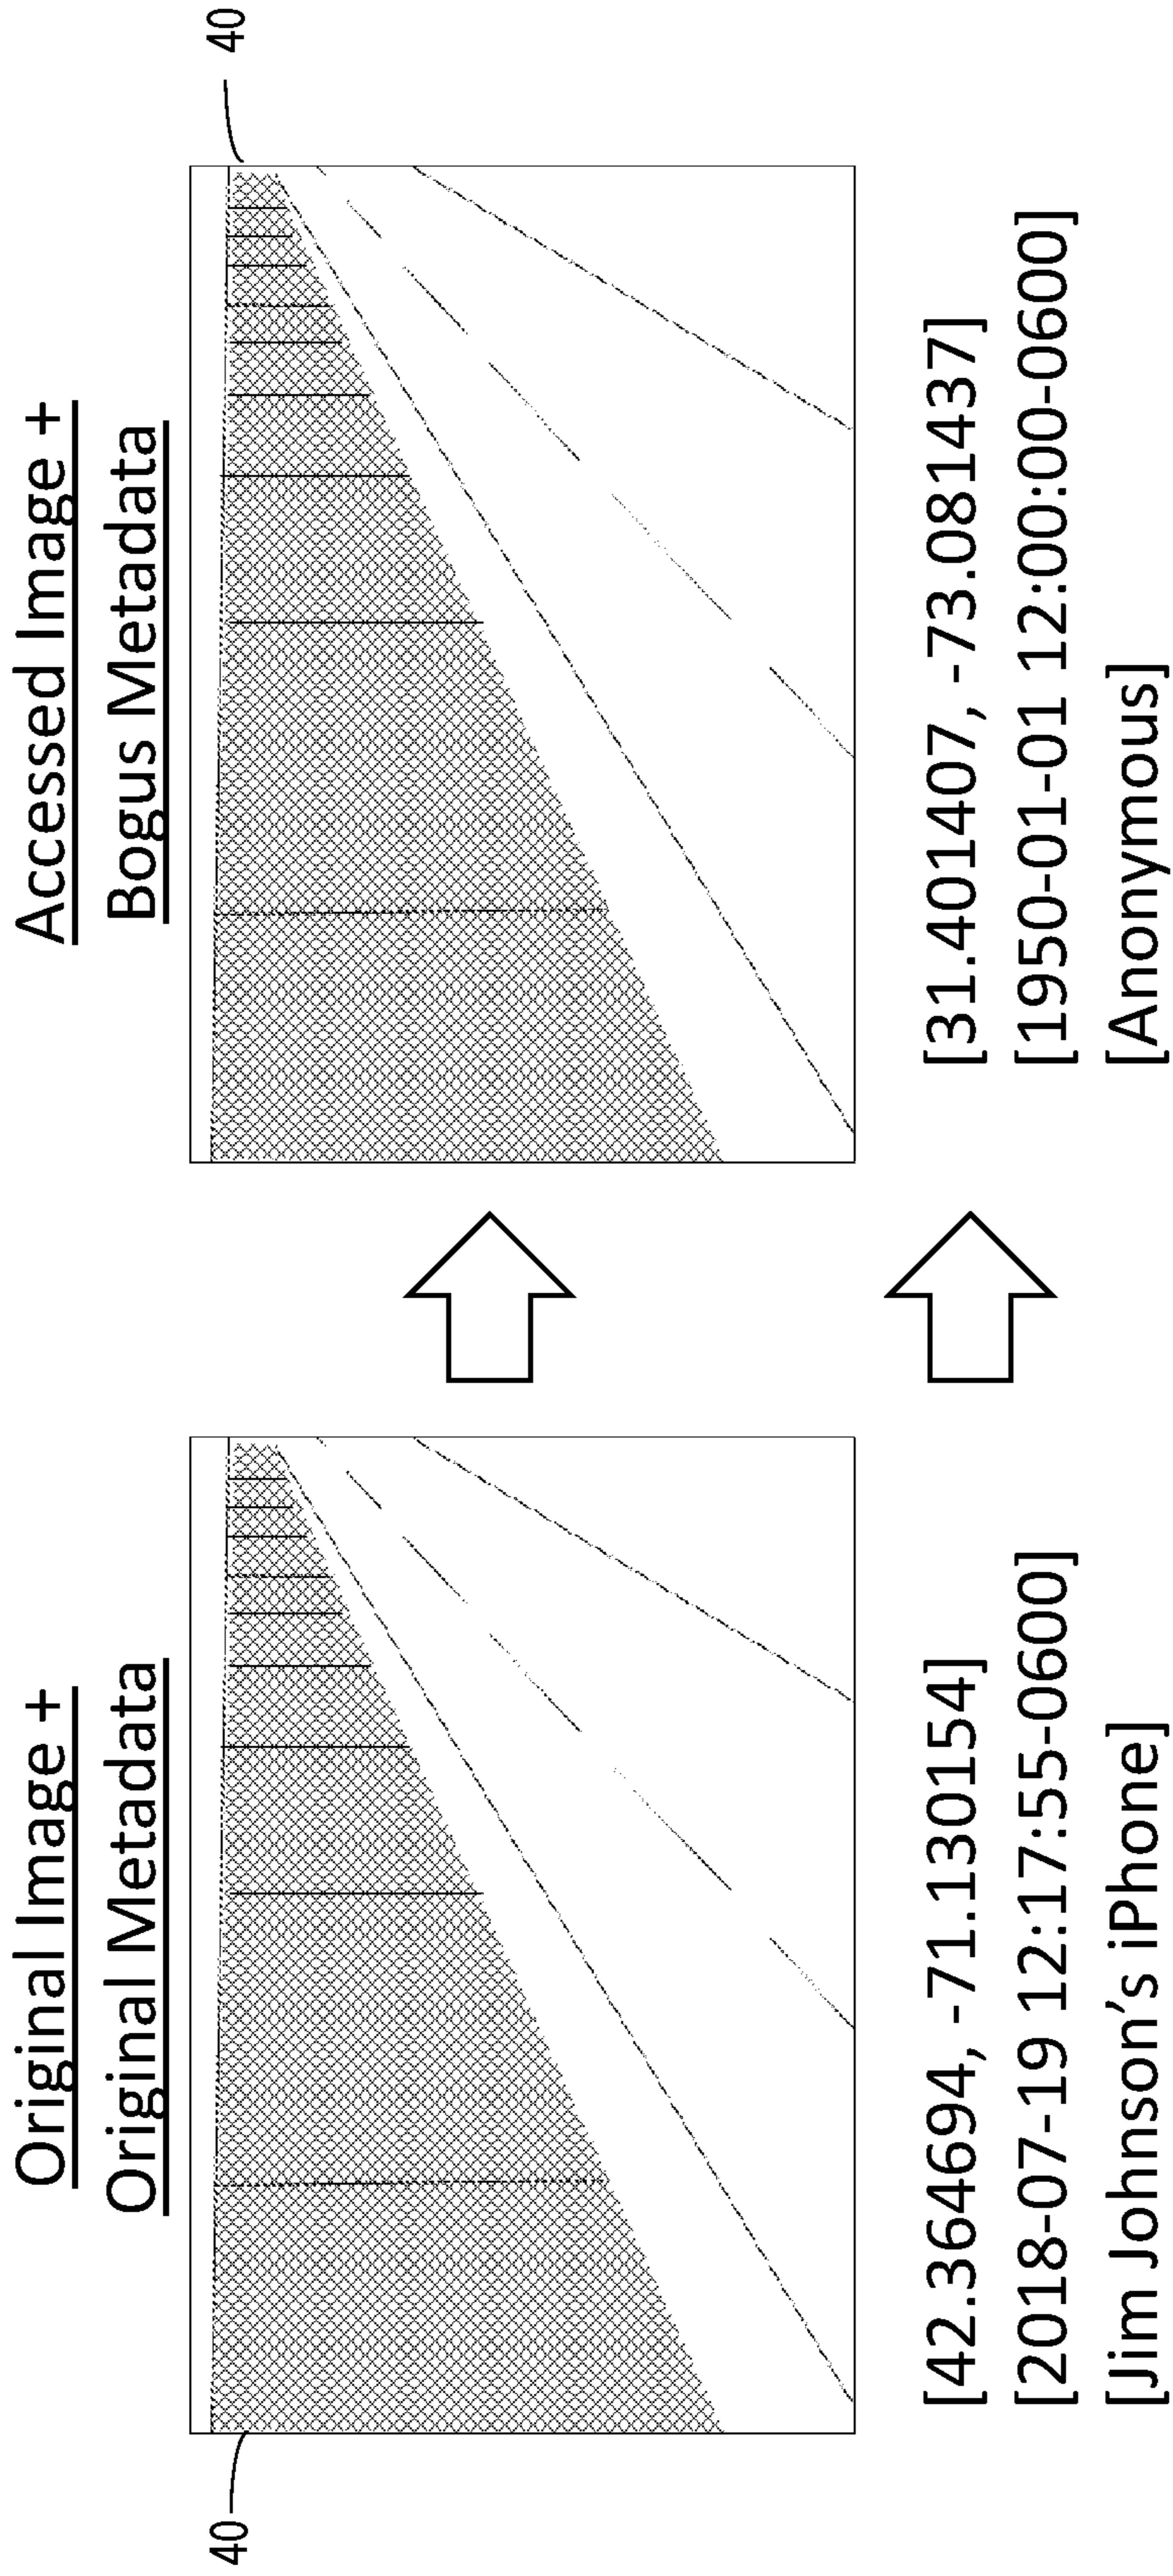 Original Image +
Original Metadata
40
[42.364694, -71.130154]
[2018-07-19 12:17:55-0600]
[Jim Johnson's iPhone]
Accessed Image +
Bogus Metadata
40
[31.401407, -73.081437]
[1950-01-01 12:00:00-0600]
[Anonymous]